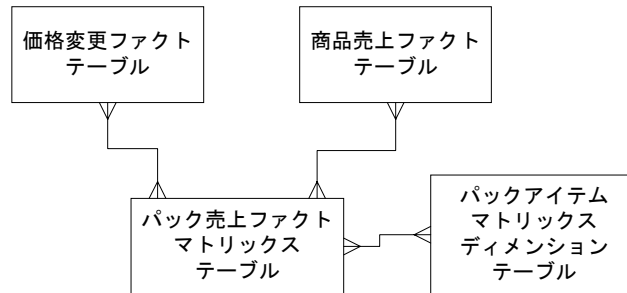 価格変更ファクト
テーブル
商品売上ファクト
テーブル
パック売上ファクト
マトリックス
テーブル
パックアイテム
マトリックス
ディメンション
テーブル